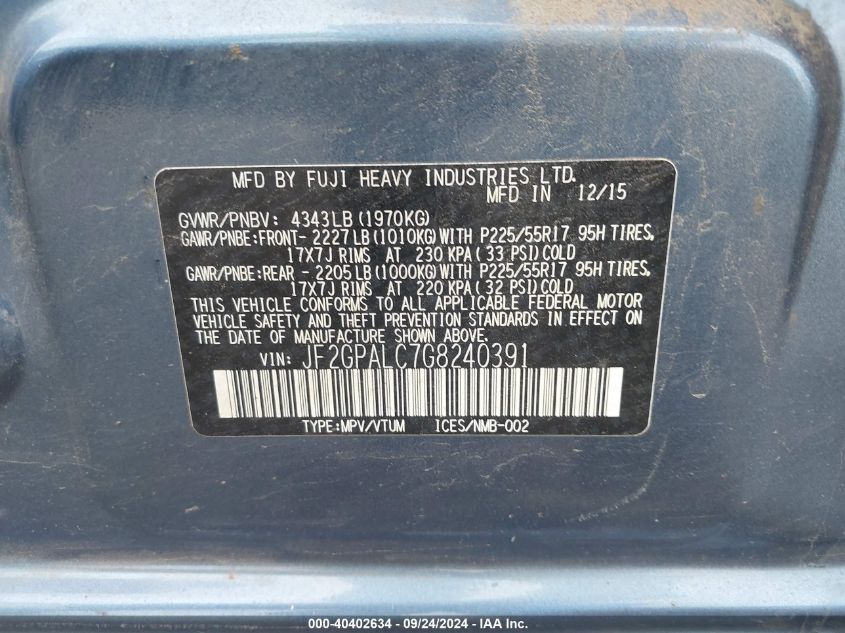 MFD BY FUJI HEAVY INDUSTRIES LTD.
MFD IN 12/15
GVWR/PNBV: 4343LB (1970KG)
GAWR/PNBE:FRONT- 2227LB(1010KG)WITH P225/55R17 95H TIRES,
17X7J RIMS AT 230 KPA (33 PSI)COLD
GAWR/PNBE:REAR - 2205LB(1000KG)WITH P225/55R17 95H TIRES,
17X7J RIMS AT 220 KPA (32 PSI)COLD
THIS VEHICLE CONFORMS TO ALL APPLICABLE FEDERAL MOTOR
VEHICLE SAFETY AND THEFT PREVENTION STANDARDS IN EFFECT ON
THE DATE OF MANUFACTURE SHOWN ABOVE.
VIN: JF2GPALC7G8240391
TYPE:MPV/VTUM ICES/NMB-002
000-40402634 - 09/24/2024 - IAA Inc.